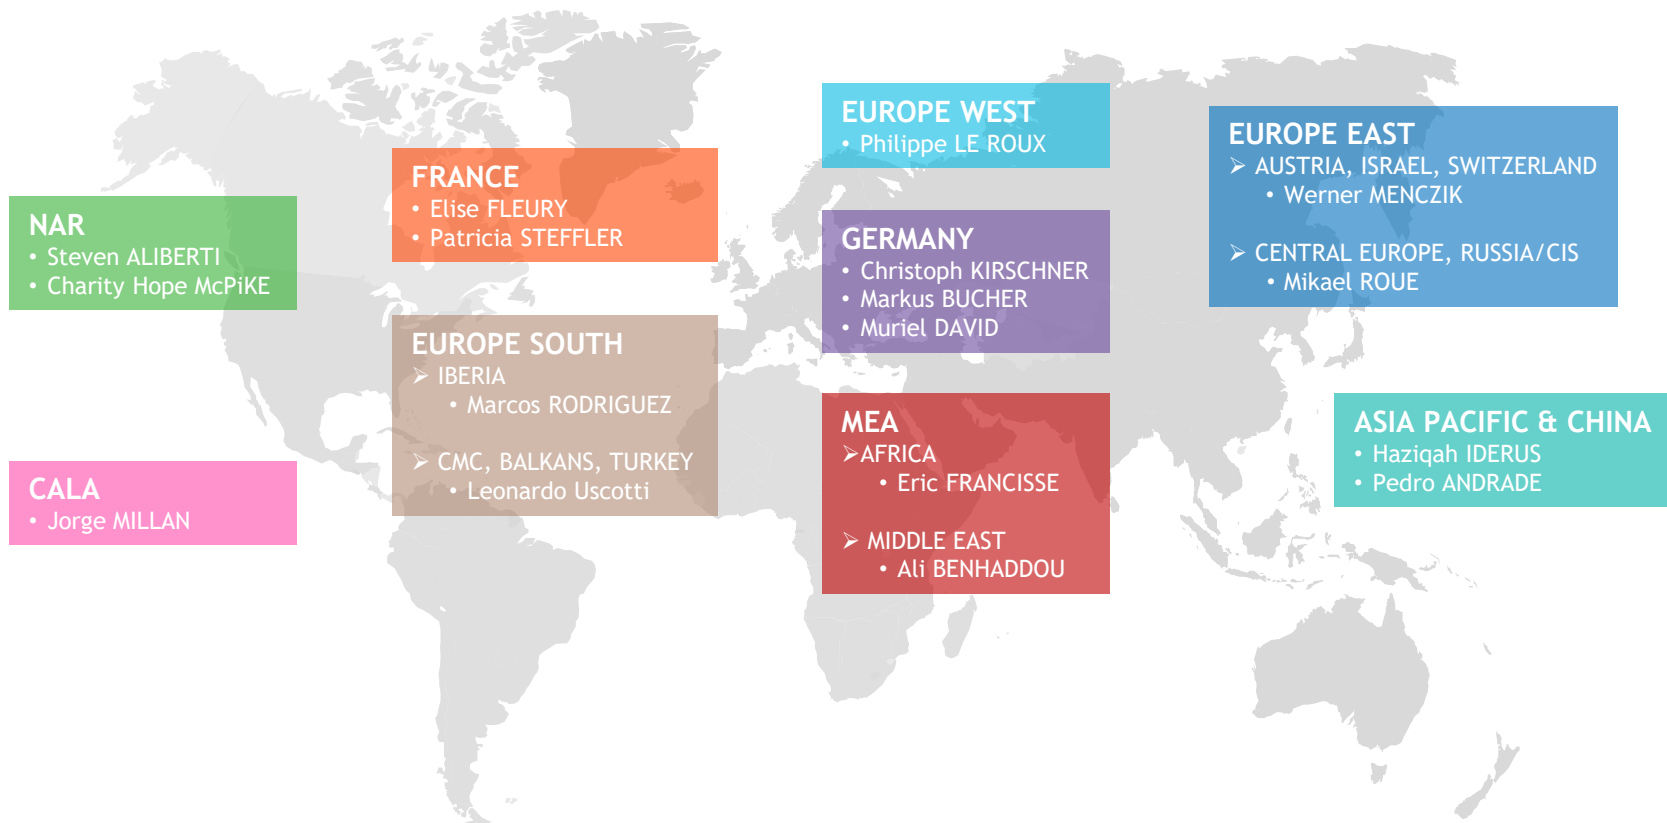 NAR
• Steven ALIBERTI
• Charity Hope McPiKE
CALA
• Jorge MILLAN
FRANCE
• Elise FLEURY
• Patricia STEFFLER
EUROPE SOUTH
➢ IBERIA
• Marcos RODRIGUEZ
➢ CMC, BALKANS, TURKEY
• Leonardo Uscotti
EUROPE WEST
• Philippe LE ROUX
GERMANY
• Christoph KIRSCHNER
• Markus BUCHER
• Muriel DAVID
MEA
➢AFRICA
• Eric FRANCISSE
➢ MIDDLE EAST
• Ali BENHADDOU
EUROPE EAST
➢ AUSTRIA, ISRAEL, SWITZERLAND
• Werner MENCZIK
➢ CENTRAL EUROPE, RUSSIA/CIS
• Mikael ROUE
ASIA PACIFIC & CHINA
• Haziqah IDERUS
• Pedro ANDRADE